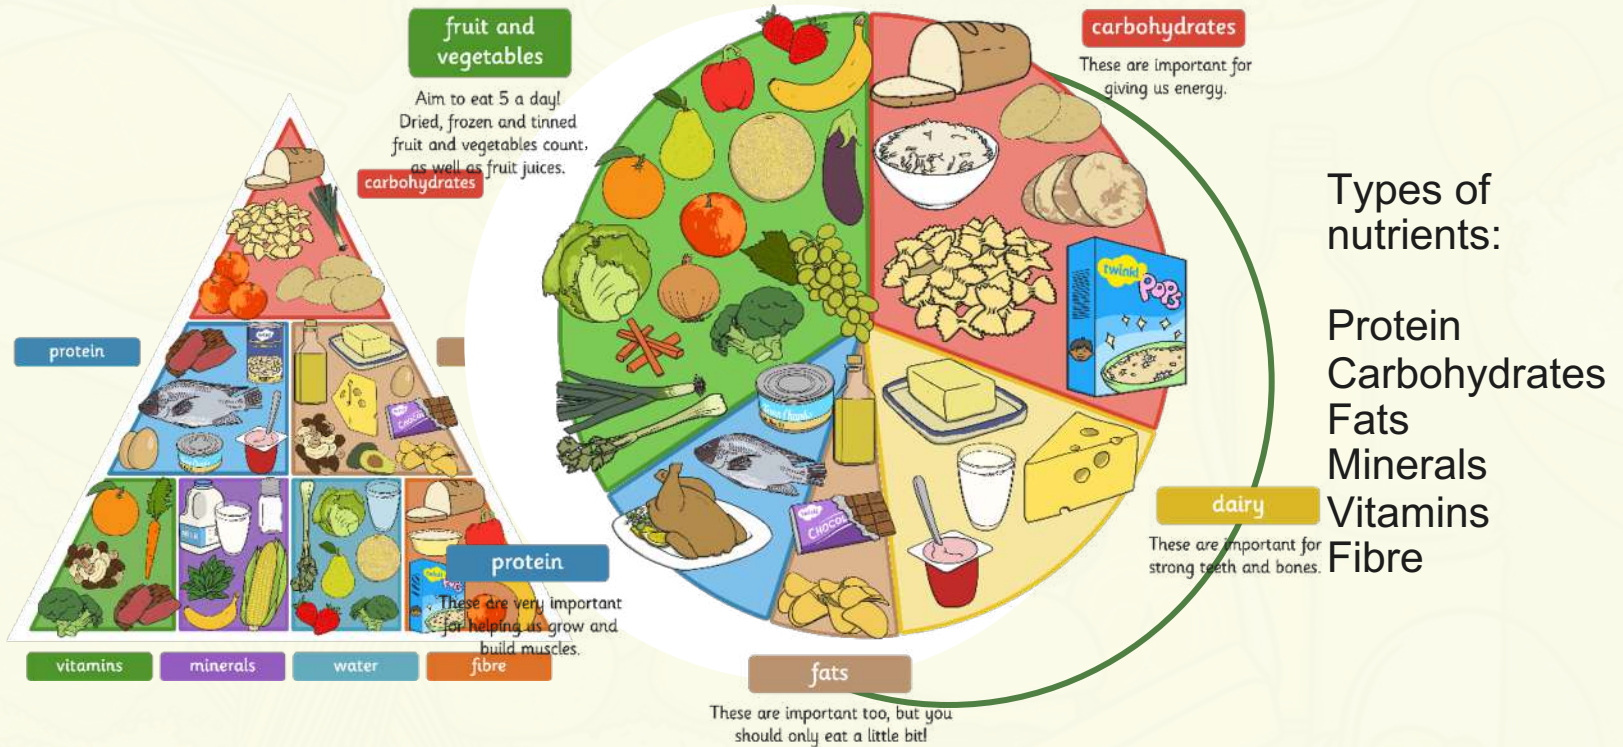 fruit and
vegetables
Aim to eat 5 a day!
Dried, frozen and tinned
fruit and vegetables count,
as well as fruit juices.
carbohydrates
protein
vitamins
minerals
water
fibre
protein
These are very important
for helping us grow and
build muscles.
carbohydrates
These are important for
giving us energy.
twinkl
POPS
CHOCOL
twinkl
CHOCOL
dairy
These are important for
strong teeth and bones.
fats
These are important too, but you
should only eat a little bit!
Types of
nutrients:
Protein
Carbohydrates
Fats
Minerals
Vitamins
Fibre